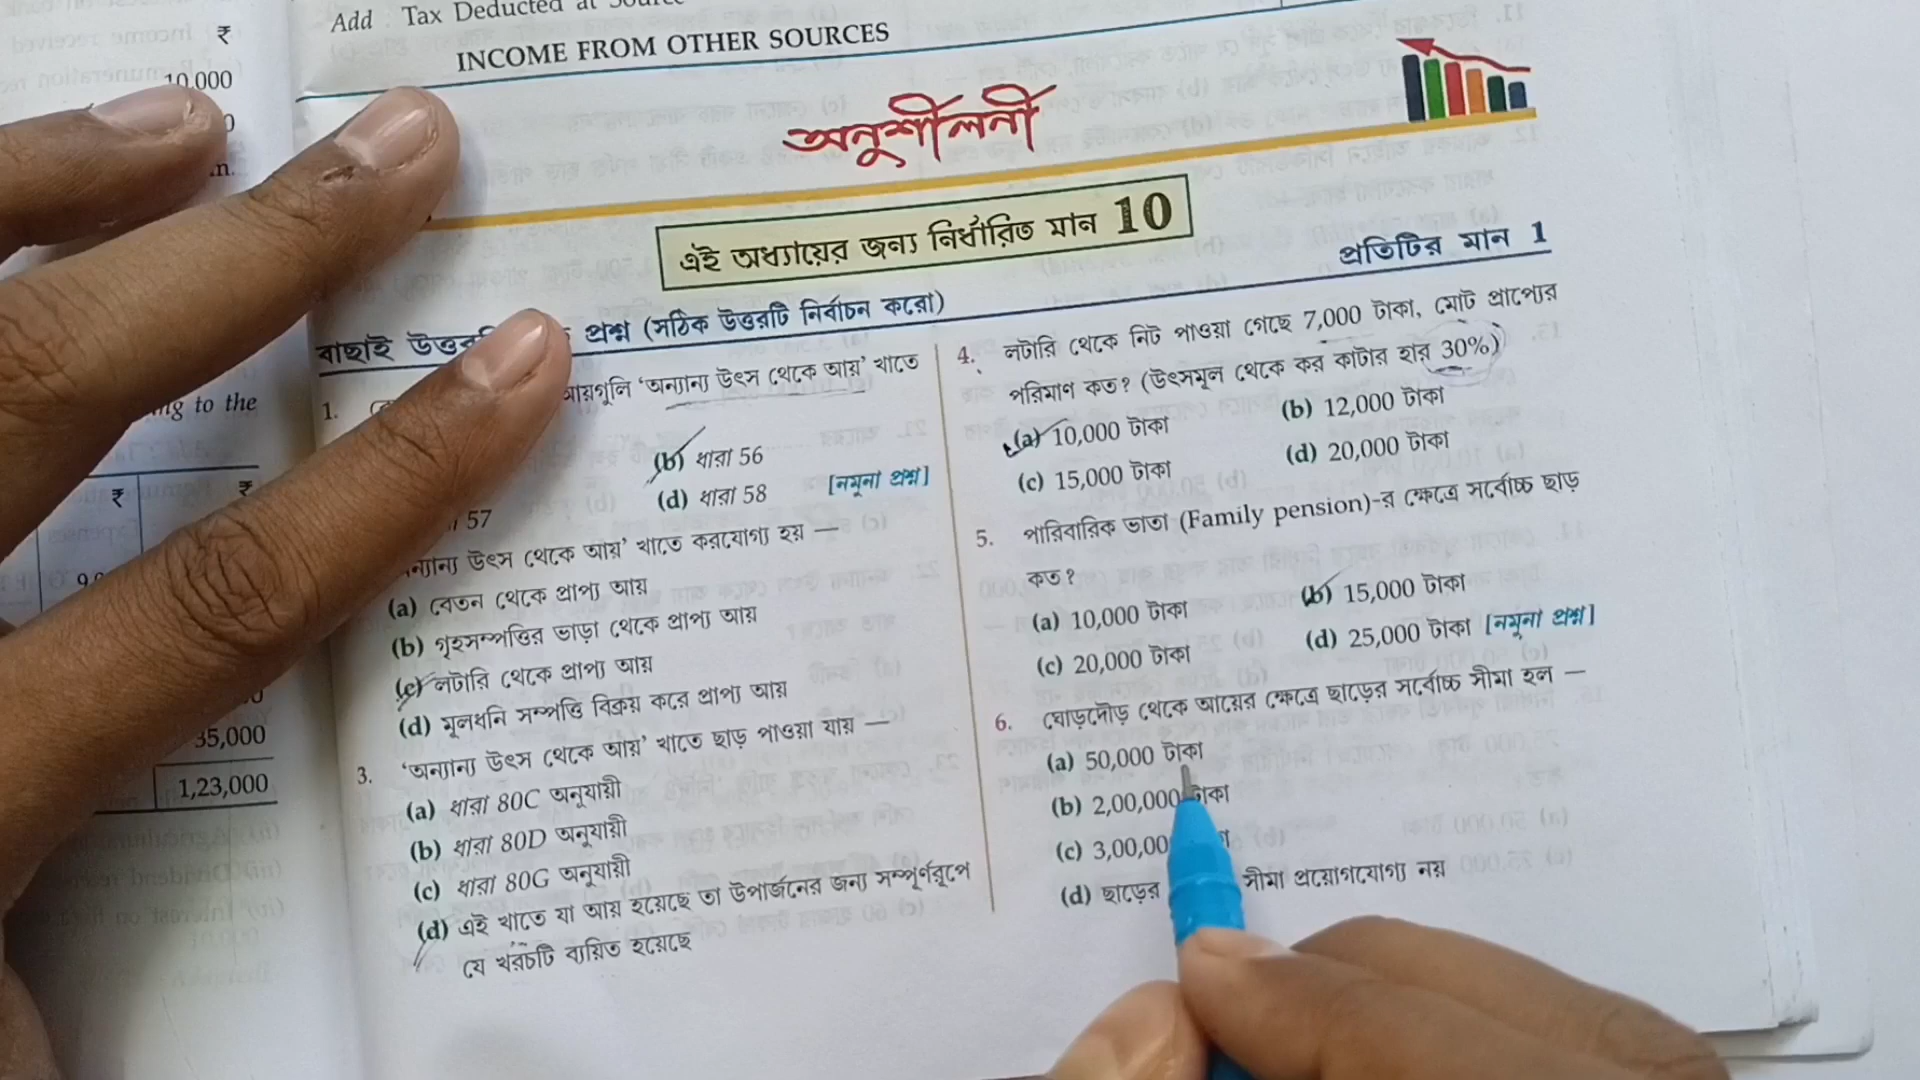 ₹
10,000
to the
₹ ₹
35,000
1,23,000
Add : Tax Deducted at
INCOME FROM OTHER SOURCES
অনুশীলনী
এই অধ্যায়ের জন্য নির্ধারিত মান 10
প্রতিটির মান 1
বাছাই প্রশ্ন (সঠিক উত্তরটি নির্বাচন করো)
1. আয়গুলি ‘অন্যান্য উৎস থেকে আয়’ খাতে
(b) ধারা 56
57 (d) ধারা 58 [নমুনা প্রশ্ন]
উৎস থেকে আয়’ খাতে করযোগ্য হয় —
(a) বেতন থেকে প্রাপ্য আয়
(b) গৃহসম্পত্তির ভাড়া থেকে প্রাপ্য আয়
(c) লটারি থেকে প্রাপ্য আয়
(d) মূলধনি সম্পত্তি বিক্রয় করে প্রাপ্য আয়
3. ‘অন্যান্য উৎস থেকে আয়’ খাতে ছাড় পাওয়া যায় —
(a) ধারা 80C অনুযায়ী
(b) ধারা 80D অনুযায়ী
(c) ধারা 80G অনুযায়ী
(d) এই খাতে যা আয় হয়েছে তা উপার্জনের জন্য সম্পূর্ণরূপে
যে খরচটি ব্যয়িত হয়েছে
4. লটারি থেকে নিট পাওয়া গেছে 7,000 টাকা, মোট প্রাপ্যের
পরিমাণ কত? (উৎসমূল থেকে কর কাটার হার 30%)
(a) 10,000 টাকা (b) 12,000 টাকা
(c) 15,000 টাকা (d) 20,000 টাকা
5. পারিবারিক ভাতা (Family pension)-র ক্ষেত্রে সর্বোচ্চ ছাড়
কত?
(a) 10,000 টাকা (b) 15,000 টাকা
(c) 20,000 টাকা (d) 25,000 টাকা [নমুনা প্রশ্ন]
6. ঘোড়দৌড় থেকে আয়ের ক্ষেত্রে ছাড়ের সর্বোচ্চ সীমা হল —
(a) 50,000 টাকা
(b) 2,00,000 টাকা
(c) 3,00,00
(d) ছাড়ের সীমা প্রয়োগযোগ্য নয়